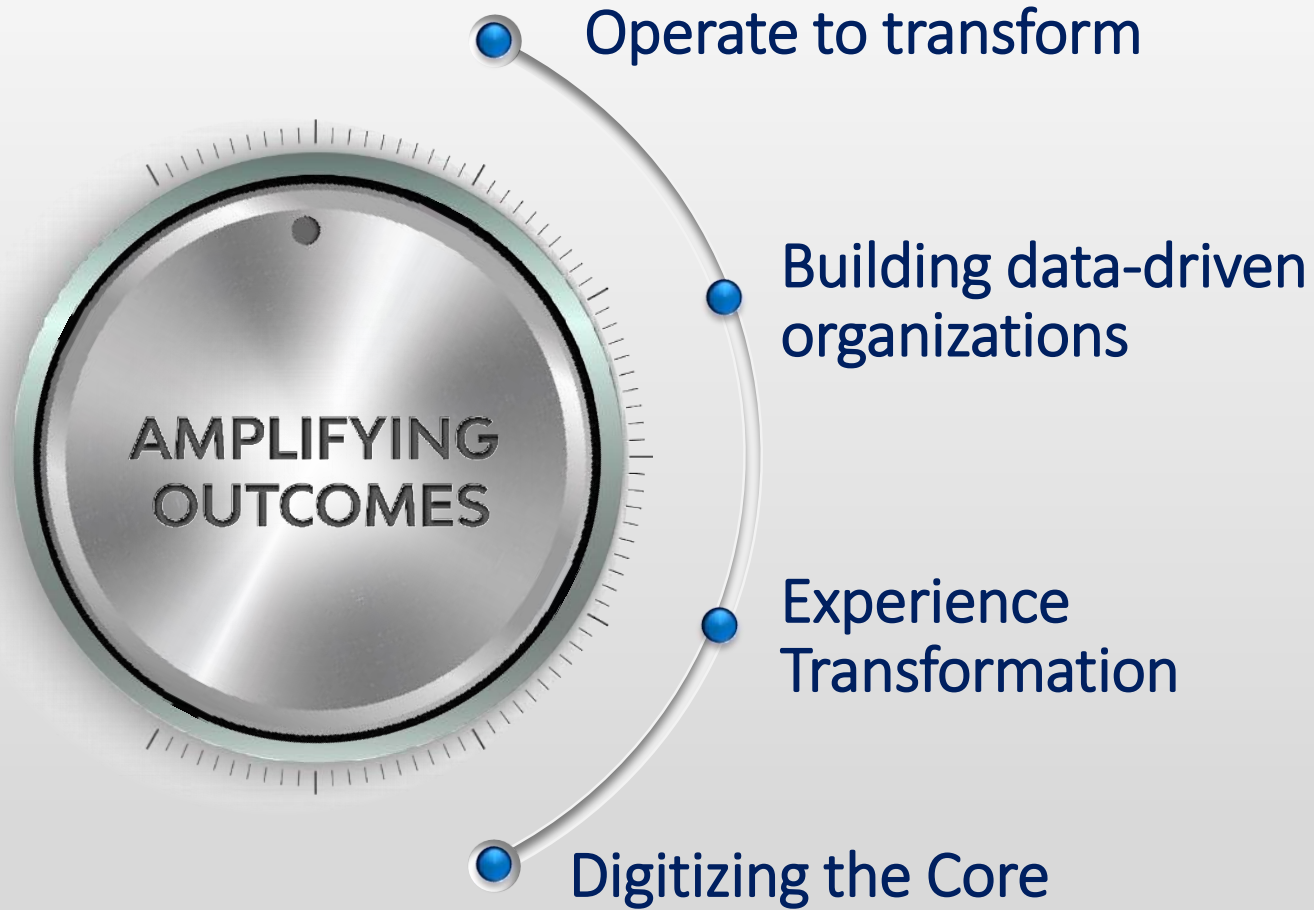 Operate to transform
Building data-driven
organizations
AMPLIFYING
OUTCOMES
Experience
Transformation
Digitizing the Core